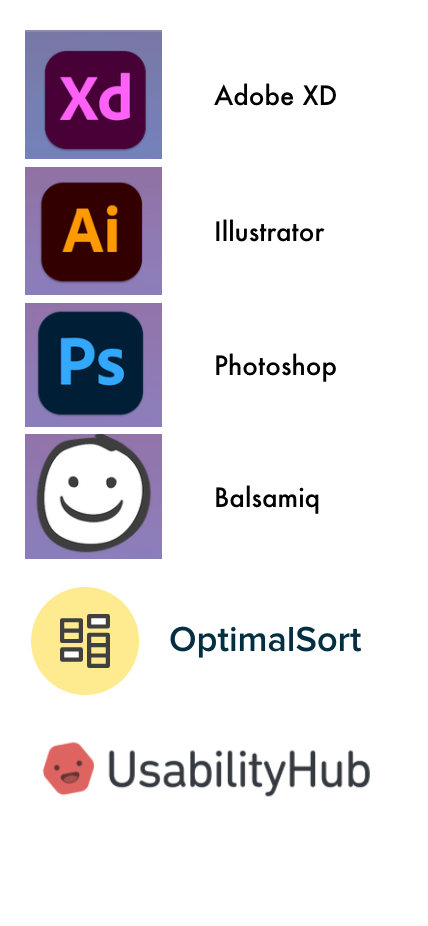 Xd Adobe XD
Ai Illustrator
Ps Photoshop
Balsamiq
OptimalSort
UsabilityHub